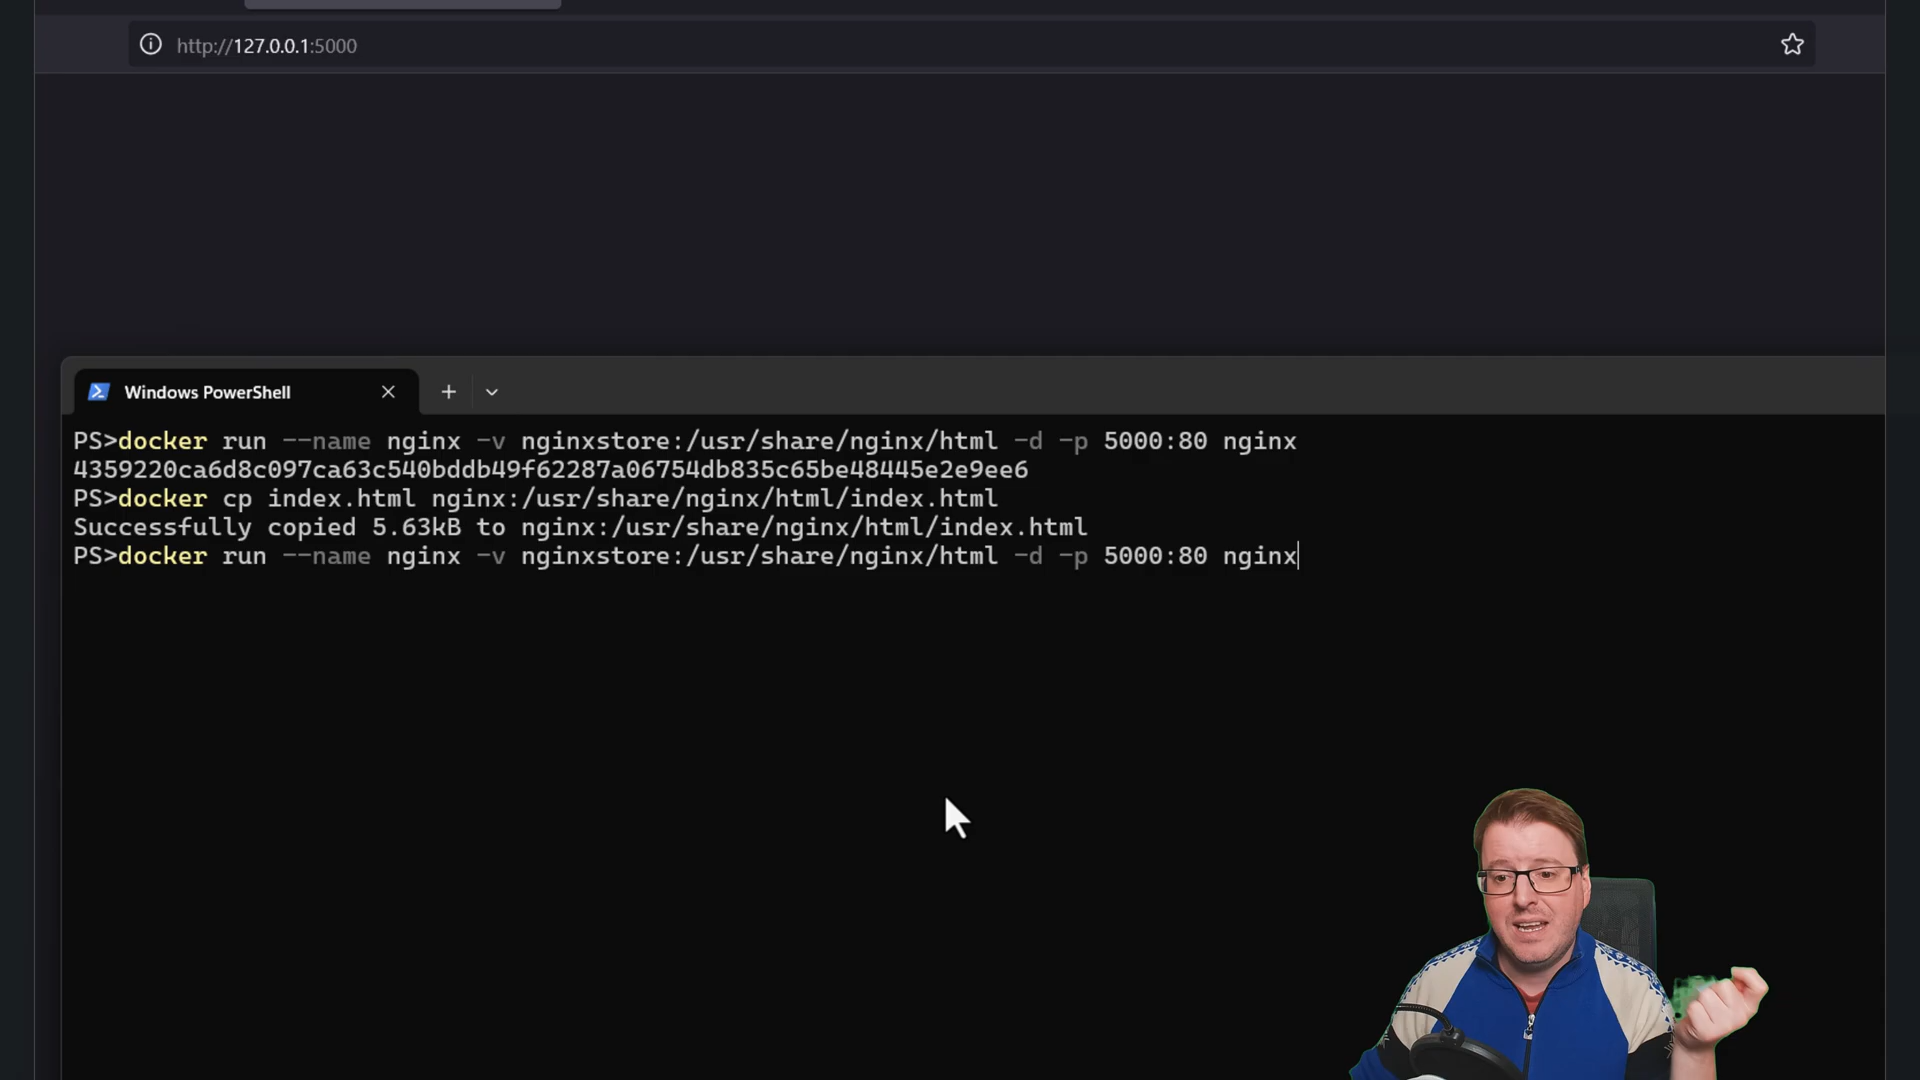 http://127.0.0.1:5000
Windows PowerShell
PS>docker run --name nginx -v nginxstore:/usr/share/nginx/html -d -p 5000:80 nginx
4359220ca6d8c097ca63c540bddb49f62287a06754db835c65be48445e2e9ee6
PS>docker cp index.html nginx:/usr/share/nginx/html/index.html
Successfully copied 5.63kB to nginx:/usr/share/nginx/html/index.html
PS>docker run --name nginx -v nginxstore:/usr/share/nginx/html -d -p 5000:80 nginx